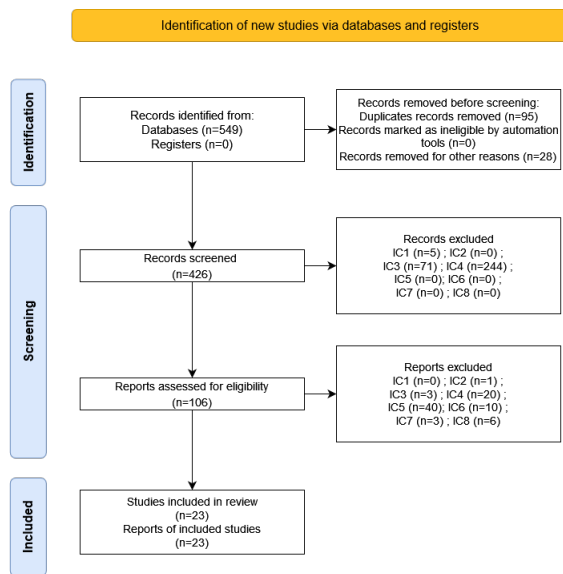 Identification of new studies via databases and registers
Identification
Records identified from:
Databases (n=549)
Registers (n=0)
Records removed before screening:
Duplicates records removed (n=95)
Records marked as ineligible by automation
tools (n=0)
Records removed for other reasons (n=28)
Screening
Records screened
(n=426)
Records excluded
IC1 (n=5) ; IC2 (n=0) ;
IC3 (n=71) ; IC4 (n=244) ;
IC5 (n=0); IC6 (n=0) ;
IC7 (n=0) ; IC8 (n=0)
Reports assessed for eligibility
(n=106)
Reports excluded
IC1 (n=0) ; IC2 (n=1) ;
IC3 (n=3) ; IC4 (n=20) ;
IC5 (n=40); IC6 (n=10) ;
IC7 (n=3) ; IC8 (n=6)
Included
Studies included in review
(n=23)
Reports of included studies
(n=23)